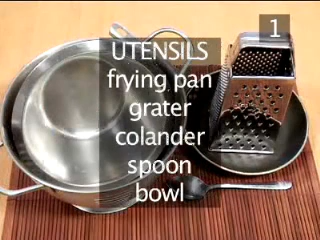 1
UTENSILS
frying pan
grater
colander
spoon
bowl